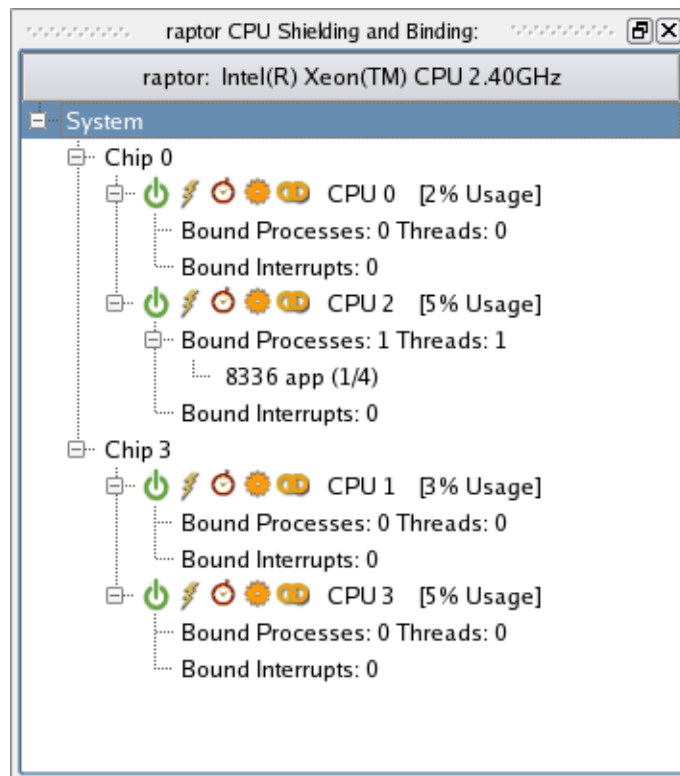 raptor CPU Shielding and Binding:
raptor: Intel(R) Xeon(TM) CPU 2.40GHz
System
Chip 0
CPU 0 [2% Usage]
Bound Processes: 0 Threads: 0
Bound Interrupts: 0
CPU 2 [5% Usage]
Bound Processes: 1 Threads: 1
8336 app (1/4)
Bound Interrupts: 0
Chip 3
CPU 1 [3% Usage]
Bound Processes: 0 Threads: 0
Bound Interrupts: 0
CPU 3 [5% Usage]
Bound Processes: 0 Threads: 0
Bound Interrupts: 0